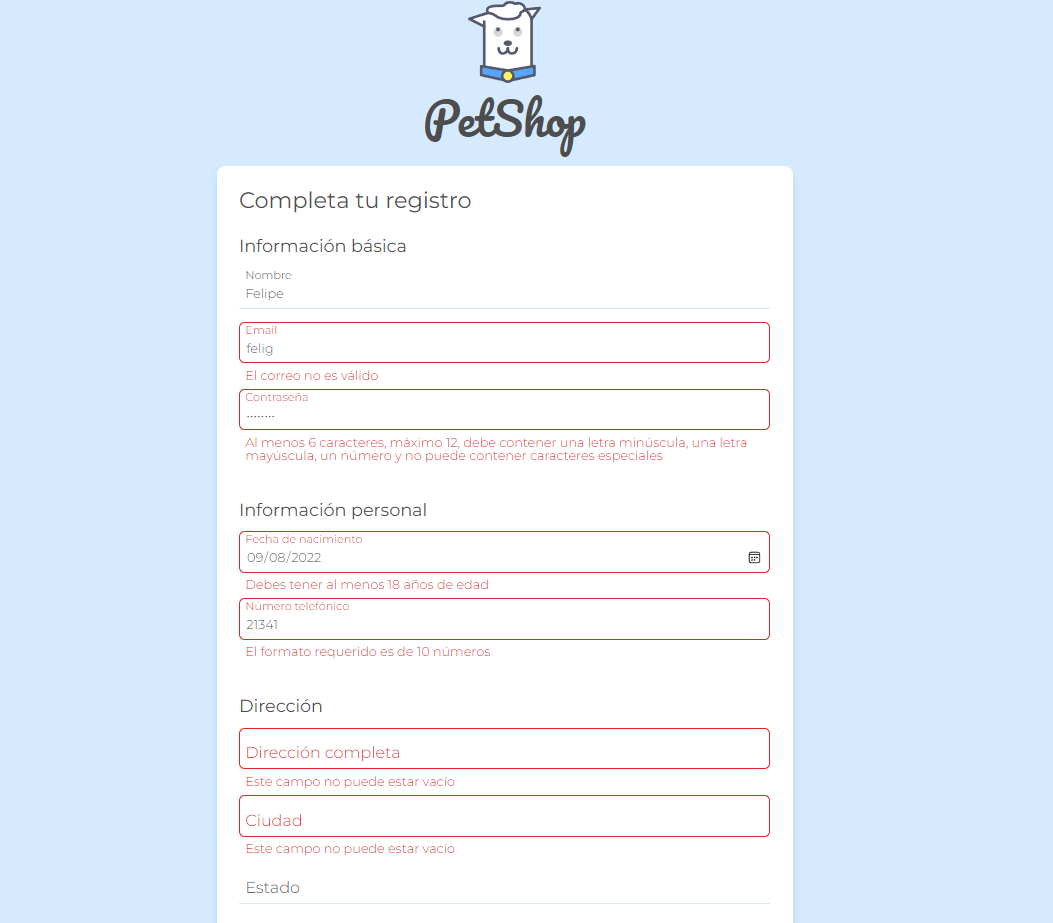 PetShop
Completa tu registro
Información básica
Nombre
Felipe
Email
felig
El correo no es válido
Contraseña
········
Al menos 6 caracteres, máximo 12, debe contener una letra minúscula, una letra
mayúscula, un número y no puede contener caracteres especiales
Información personal
Fecha de nacimiento
09/08/2022
Debes tener al menos 18 años de edad
Número telefónico
21341
El formato requerido es de 10 números
Dirección
Dirección completa
Este campo no puede estar vacío
Ciudad
Este campo no puede estar vacío
Estado